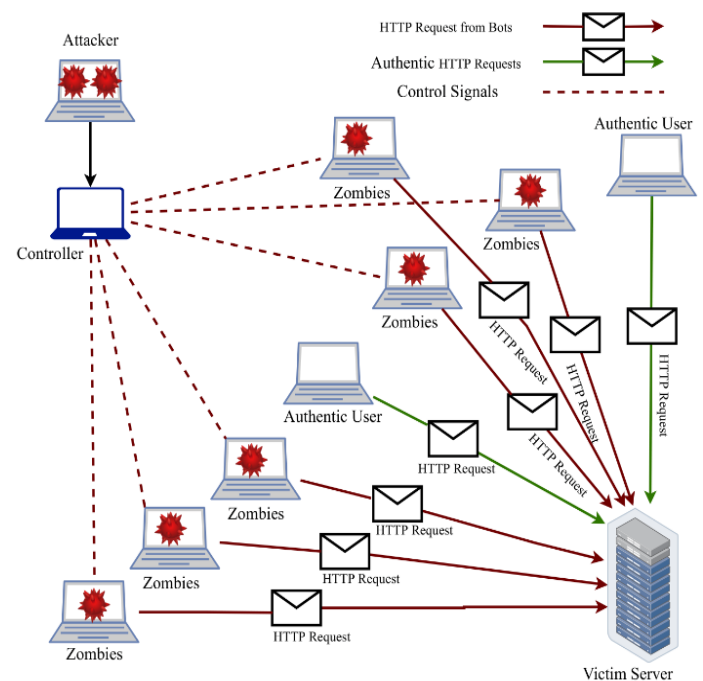 HTTP Request from Bots
Attacker
Authentic HTTP Requests
Control Signals
Authentic User
Zombies
Zombies
Controller
Zombies
HTTP Request
HTTP Request
HTTP Request
Authentic User
HTTP Request
HTTP Request
Zombies
HTTP Request
Zombies
HTTP Request
HTTP Request
Zombies
Victim Server